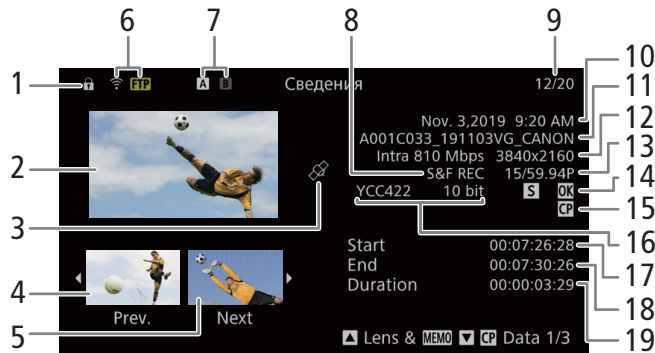 6 7 8 9
1 FTP A B Сведения 12/20
10
Nov. 3,2019 9:20 AM
11
A001C033_191103VG_CANON
12
Intra 810 Mbps 3840x2160
13
2 S&F REC 15/59.94P
YCC422 10 bit S OK
14
3 CP
15
16
Start 00:07:26:28
17
4 End 00:07:30:26
18
5 Duration 00:00:03:29
19
Prev. Next
Lens & MEMO CP Data 1/3